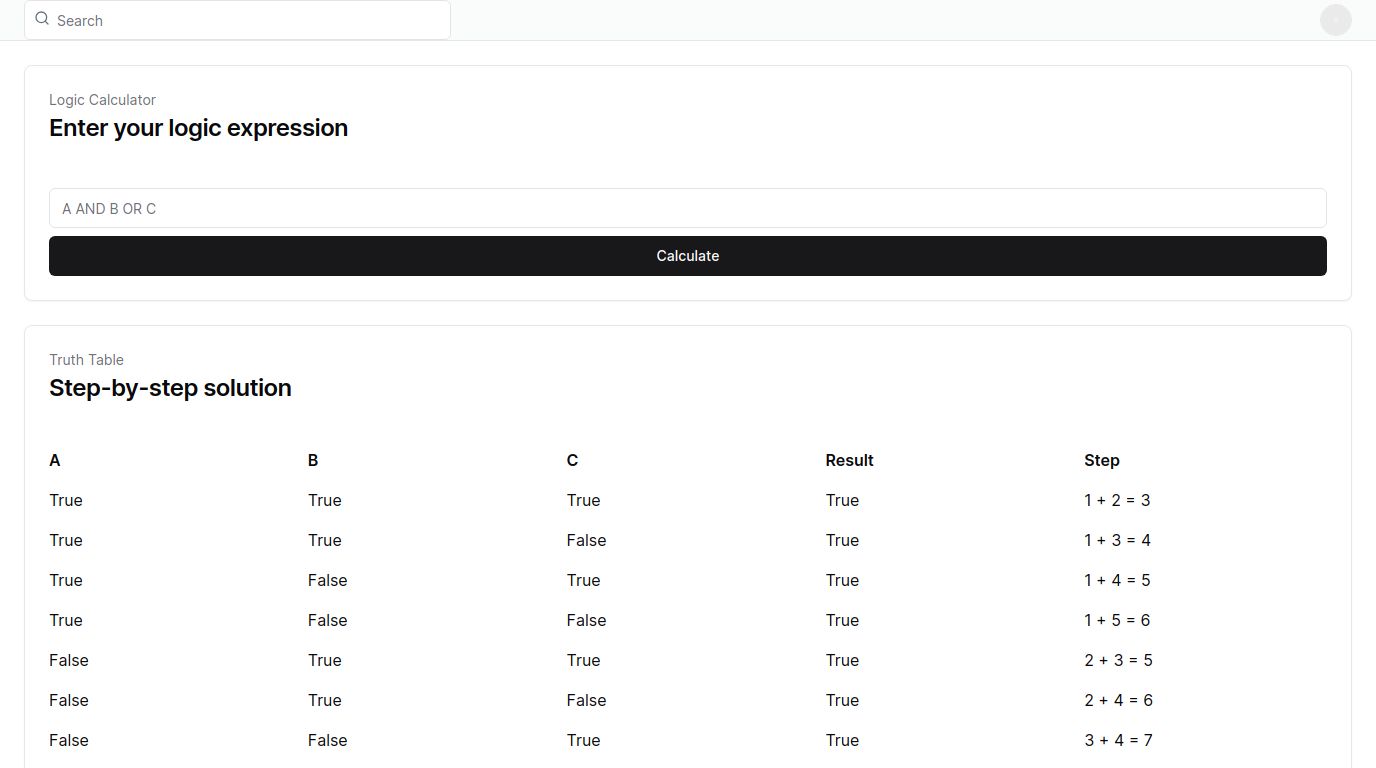 Search
Logic Calculator
Enter your logic expression
A AND B OR C
Calculate
Truth Table
Step-by-step solution
A B C Result Step
True True True True 1 + 2 = 3
True True False True 1 + 3 = 4
True False True True 1 + 4 = 5
True False False True 1 + 5 = 6
False True True True 2 + 3 = 5
False True False True 2 + 4 = 6
False False True True 3 + 4 = 7